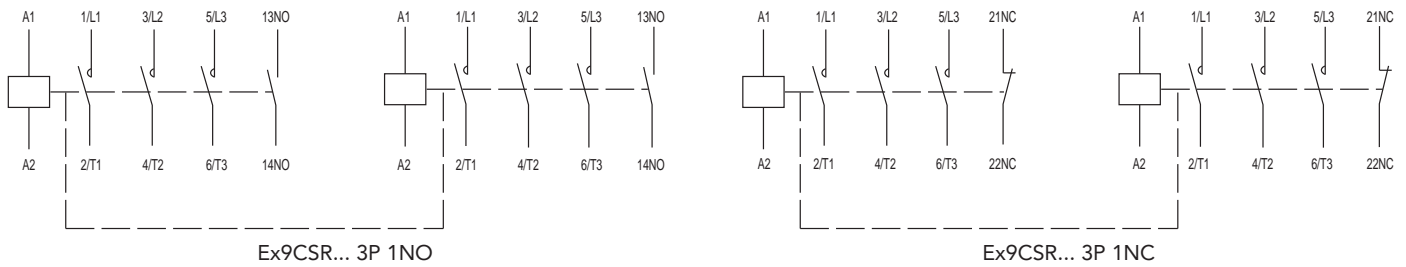 A1 1/L1 3/L2 5/L3 13NO A1 1/L1 3/L2 5/L3 13NO A1 1/L1 3/L2 5/L3 21NC A1 1/L1 3/L2 5/L3 21NC
A2 2/T1 4/T2 6/T3 14NO A2 2/T1 4/T2 6/T3 14NO A2 2/T1 4/T2 6/T3 22NC A2 2/T1 4/T2 6/T3 22NC
Ex9CSR... 3P 1NO Ex9CSR... 3P 1NC